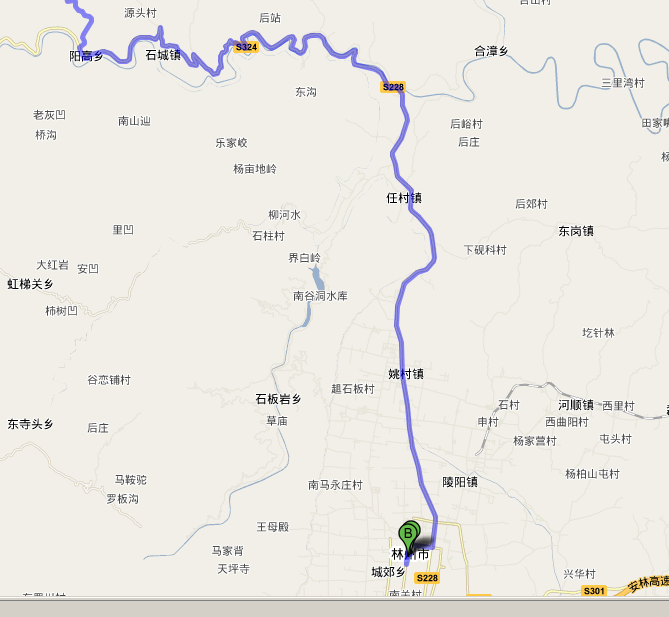 源头村
后站
阳高乡
石城镇
S324
合漳乡
三里湾村
S228
东沟
老灰凹
桥沟
南山辿
后峪村
后庄
乐家峧
杨亩地岭
任村镇
后郊村
柳河水
石柱村
里凹
东岗镇
下砚科村
界白岭
大红岩
安凹
虹梯关乡
南谷洞水库
柿树凹
圪针林
姚村镇
谷恋铺村
超石板村
石板岩乡
石村
河顺镇
西里村
东寺头乡
后庄
草庙
申村
西曲阳村
杨家营村
屯头村
马鞍驼
罗板沟
南马永庄村
陵阳镇
杨柏山屯村
王母殿
B
马家背
天坪寺
林州市
城郊乡
S228
兴华村
S301
安林高速